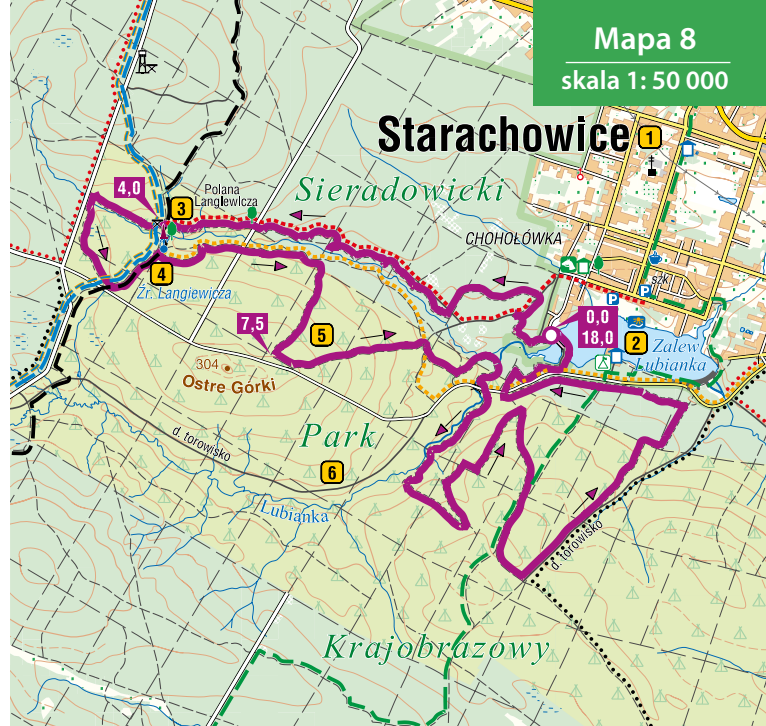 Mapa 8
skala 1: 50 000
Starachowice
1
4,0
3
Polana
Langiewicza
Sieradowicki
CHOHOŁÓWKA
szk.
P
P
4
Źr. Langiewicza
7,5
5
0,0
18,0
2
Zalew
Lubianka
304
Ostre Górki
Park
d. torowisko
6
Lubianka
d. torowisko
Krajobrazowy